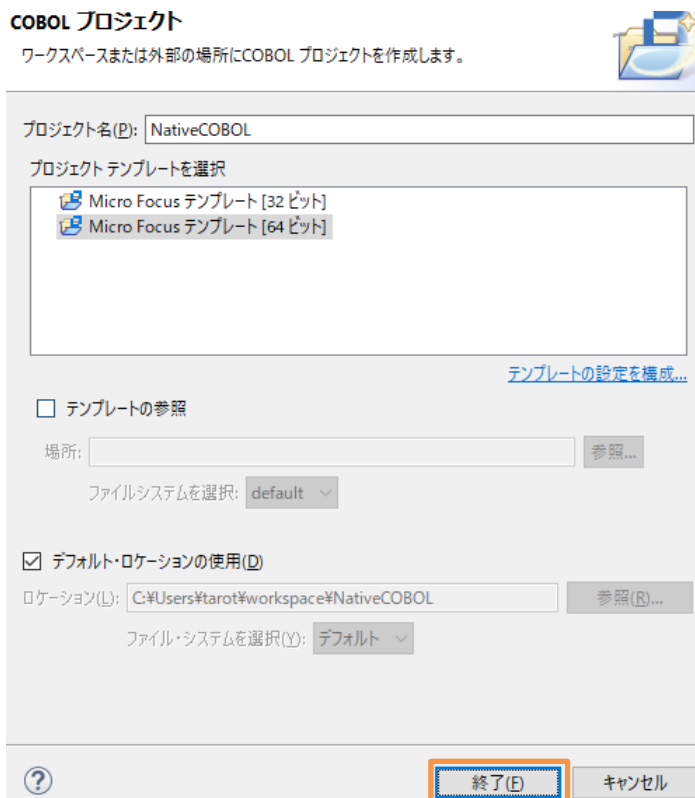 COBOL プロジェクト
ワークスペースまたは外部の場所にCOBOL プロジェクトを作成します。
プロジェクト名(P): NativeCOBOL
プロジェクト テンプレートを選択
Micro Focus テンプレート [32 ビット]
Micro Focus テンプレート [64 ビット]
テンプレートの設定を構成...
テンプレートの参照
場所: 参照...
ファイルシステムを選択: default
デフォルト・ロケーションの使用(D)
ロケーション(L): C:¥Users¥tarot¥workspace¥NativeCOBOL 参照(R)...
ファイル・システムを選択(Y): デフォルト
? 終了(F) キャンセル